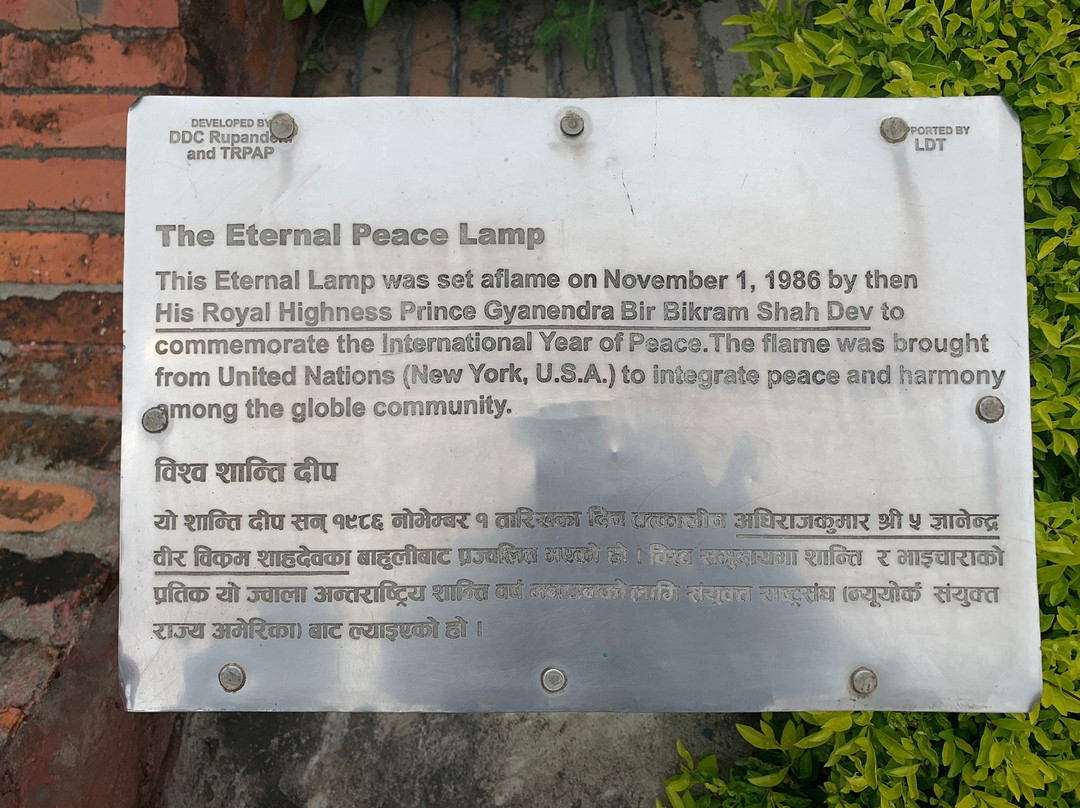 DEVELOPED BY
DDC Rupandehi
and TRPAP
PORTED BY
LDT
The Eternal Peace Lamp
This Eternal Lamp was set aflame on November 1, 1986 by then
His Royal Highness Prince Gyanendra Bir Bikram Shah Dev to
commemorate the International Year of Peace.The flame was brought
from United Nations (New York, U.S.A.) to integrate peace and harmony
among the globle community.
विश्व शान्ति दीप
यो शान्ति दीप सन् १९८६ नोभेम्बर १ तारिखका दिन तत्कालीन अधिराजकुमार श्री ५ ज्ञानेन्द्र
वीर विक्रम शाहदेवका बाहुलीबाट प्रज्वलित भएको हो । विश्व समुदायमा शान्ति र भाइचाराको
प्रतिक यो ज्वाला अन्तराष्ट्रिय शान्ति वर्ष लागि संयुक्त राष्ट्रसंघ (न्यूयोर्क संयुक्त
राज्य अमेरिका) बाट ल्याइएको हो ।